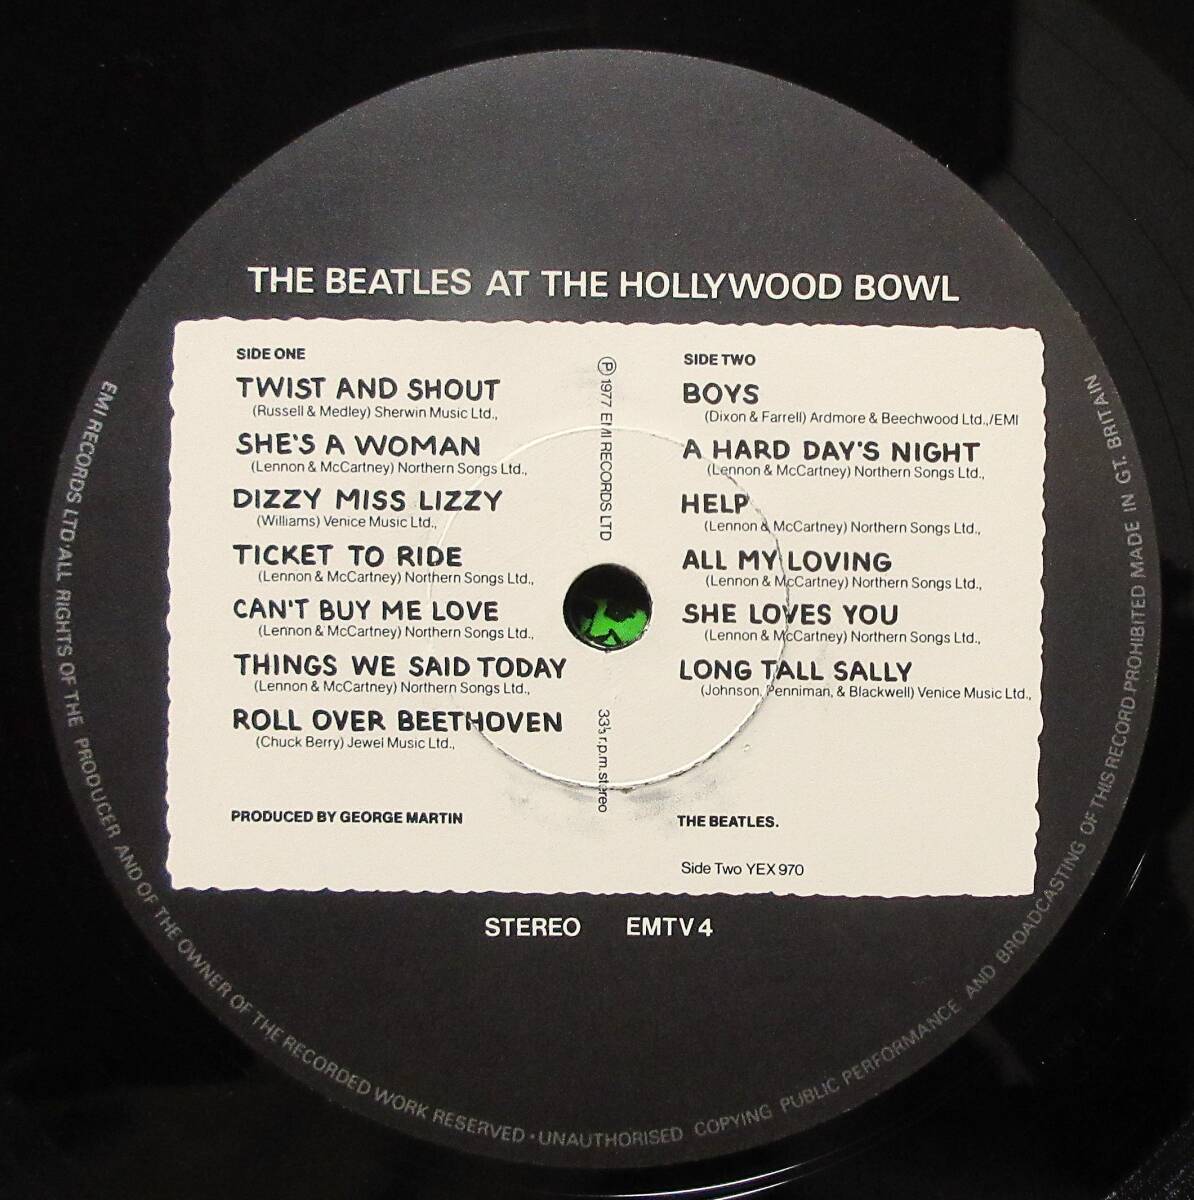 THE BEATLES AT THE HOLLYWOOD BOWL
SIDE ONE
TWIST AND SHOUT
(Russell & Medley) Sherwin Music Ltd.,
SHE'S A WOMAN
(Lennon & McCartney) Northern Songs Ltd.,
DIZZY MISS LIZZY
(Williams) Venice Music Ltd.,
TICKET TO RIDE
(Lennon & McCartney) Northern Songs Ltd.,
CAN'T BUY ME LOVE
(Lennon & McCartney) Northern Songs Ltd.,
THINGS WE SAID TODAY
(Lennon & McCartney) Northern Songs Ltd.,
ROLL OVER BEETHOVEN
(Chuck Berry) Jewel Music Ltd.,
PRODUCED BY GEORGE MARTIN
℗ 1977 EMI RECORDS LTD
33⅓ r.p.m. stereo
SIDE TWO
BOYS
(Dixon & Farrell) Ardmore & Beechwood Ltd.,/EMI
A HARD DAY'S NIGHT
(Lennon & McCartney) Northern Songs Ltd.,
HELP
(Lennon & McCartney) Northern Songs Ltd.,
ALL MY LOVING
(Lennon & McCartney) Northern Songs Ltd.,
SHE LOVES YOU
(Lennon & McCartney) Northern Songs Ltd.,
LONG TALL SALLY
(Johnson, Penniman, & Blackwell) Venice Music Ltd.,
THE BEATLES.
Side Two YEX 970
STEREO EMTV 4
EMI RECORDS LTD·ALL RIGHTS OF THE PRODUCER AND OF THE OWNER OF THE RECORDED WORK RESERVED·UNAUTHORISED COPYING PUBLIC PERFORMANCE AND BROADCASTING OF THIS RECORD PROHIBITED MADE IN GT. BRITAIN